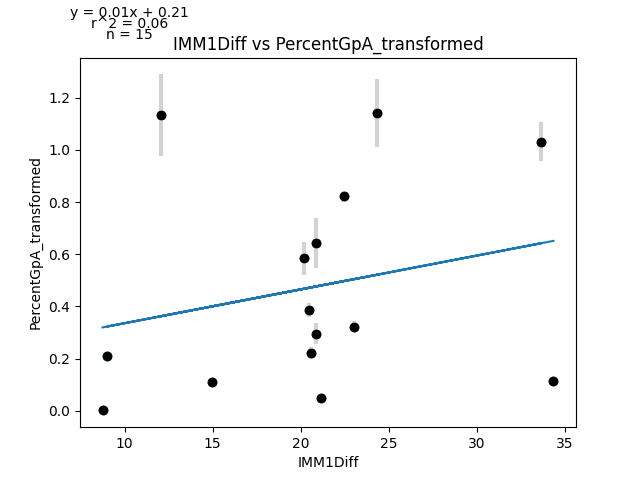 y = 0.01x + 0.21
r^2 = 0.06
n = 15
IMM1Diff vs PercentGpA_transformed
PercentGpA_transformed
1.2
1.0
0.8
0.6
0.4
0.2
0.0
10 15 20 25 30 35
IMM1Diff